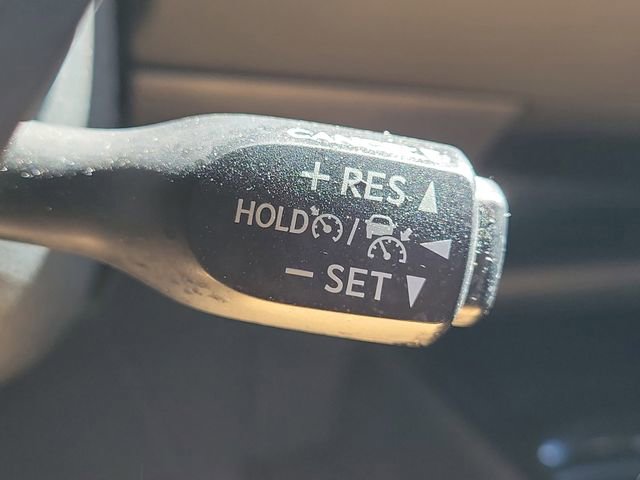 + RES
HOLD /
− SET